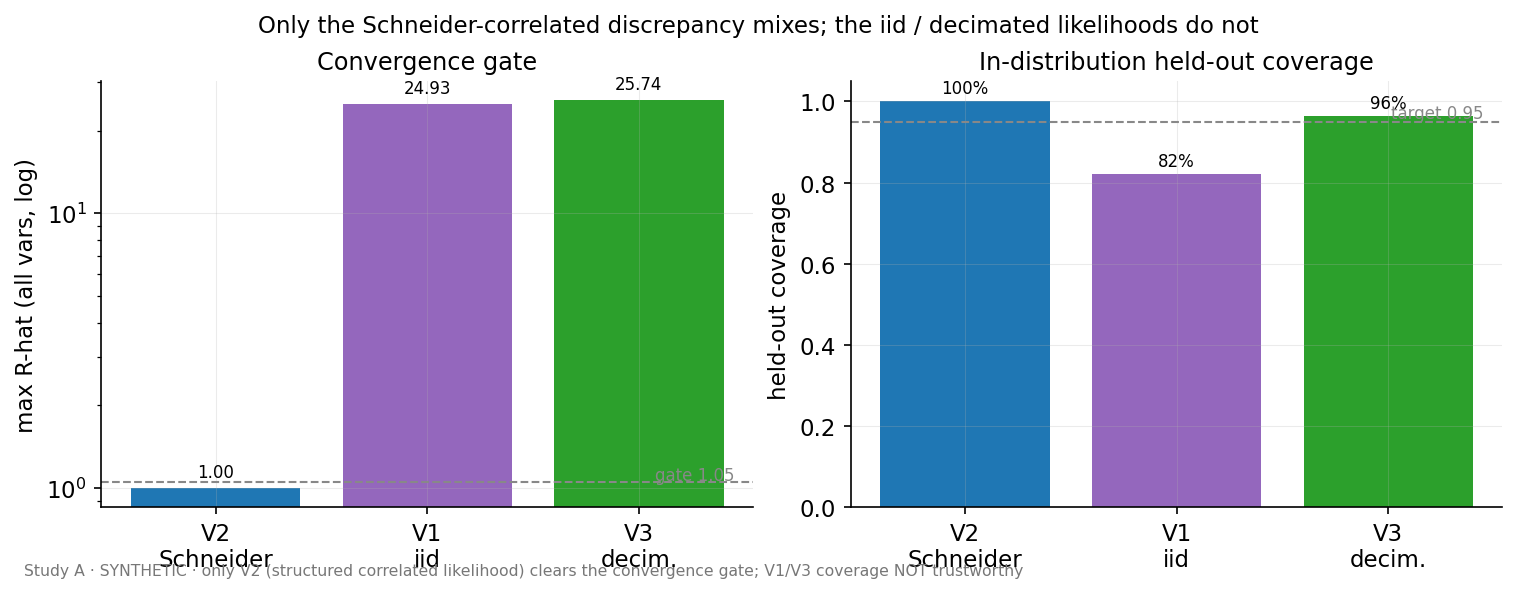 Only the Schneider-correlated discrepancy mixes; the iid / decimated likelihoods do not
Convergence gate
max R-hat (all vars, log)
10¹
10⁰
24.93
25.74
1.00
gate 1.05
V2
Schneider
V1
iid
V3
decim.
In-distribution held-out coverage
held-out coverage
1.0
0.8
0.6
0.4
0.2
0.0
100%
82%
96%
target 0.95
V2
Schneider
V1
iid
V3
decim.
Study A · SYNTHETIC · only V2 (structured correlated likelihood) clears the convergence gate; V1/V3 coverage NOT trustworthy